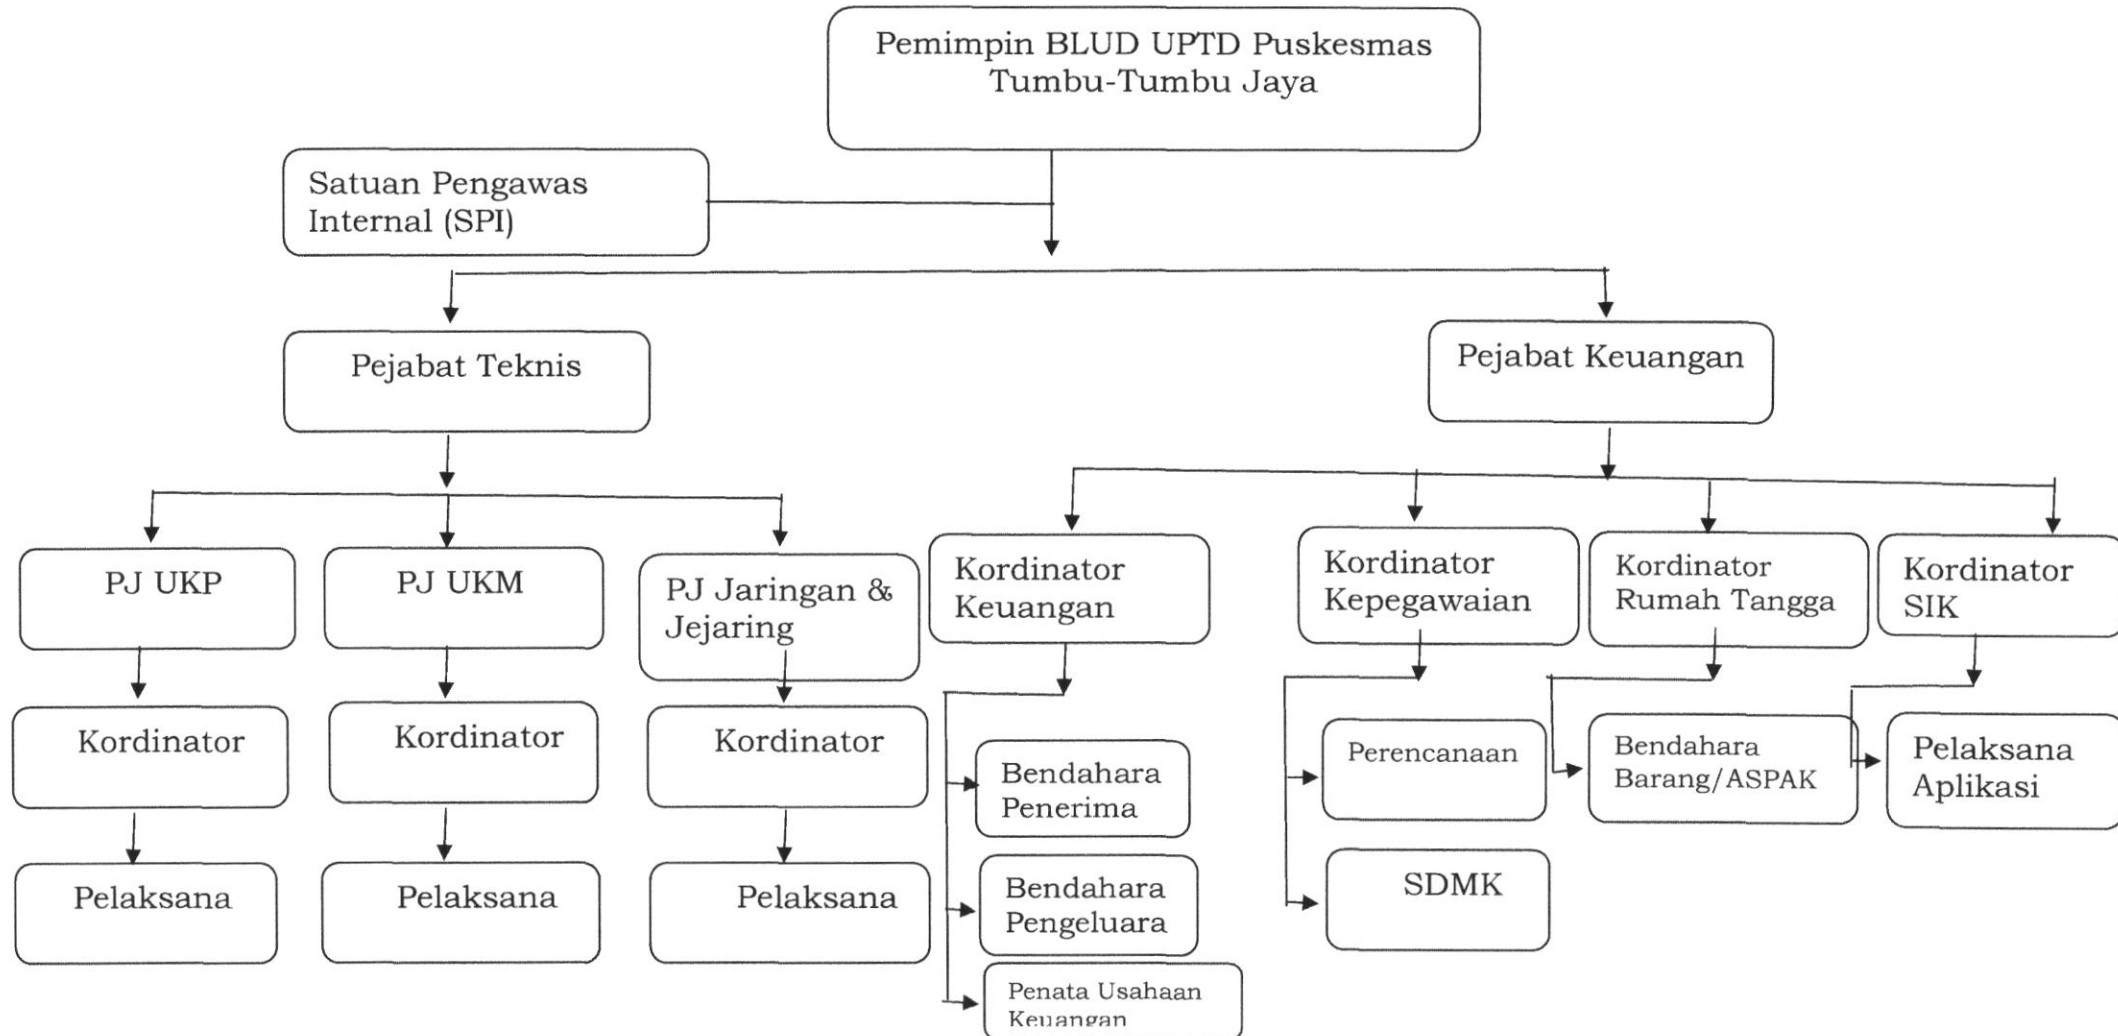 Pemimpin BLUD UPTD Puskesmas
Tumbu-Tumbu Jaya
Satuan Pengawas
Internal (SPI)
Pejabat Teknis
Pejabat Keuangan
PJ UKP
PJ UKM
PJ Jaringan &
Jejaring
Kordinator
Keuangan
Kordinator
Kepegawaian
Kordinator
Rumah Tangga
Kordinator
SIK
Kordinator
Kordinator
Kordinator
Bendahara
Penerima
Perencanaan
Bendahara
Barang/ASPAK
Pelaksana
Aplikasi
Pelaksana
Pelaksana
Pelaksana
Bendahara
Pengeluara
SDMK
Penata Usahaan
Keuangan